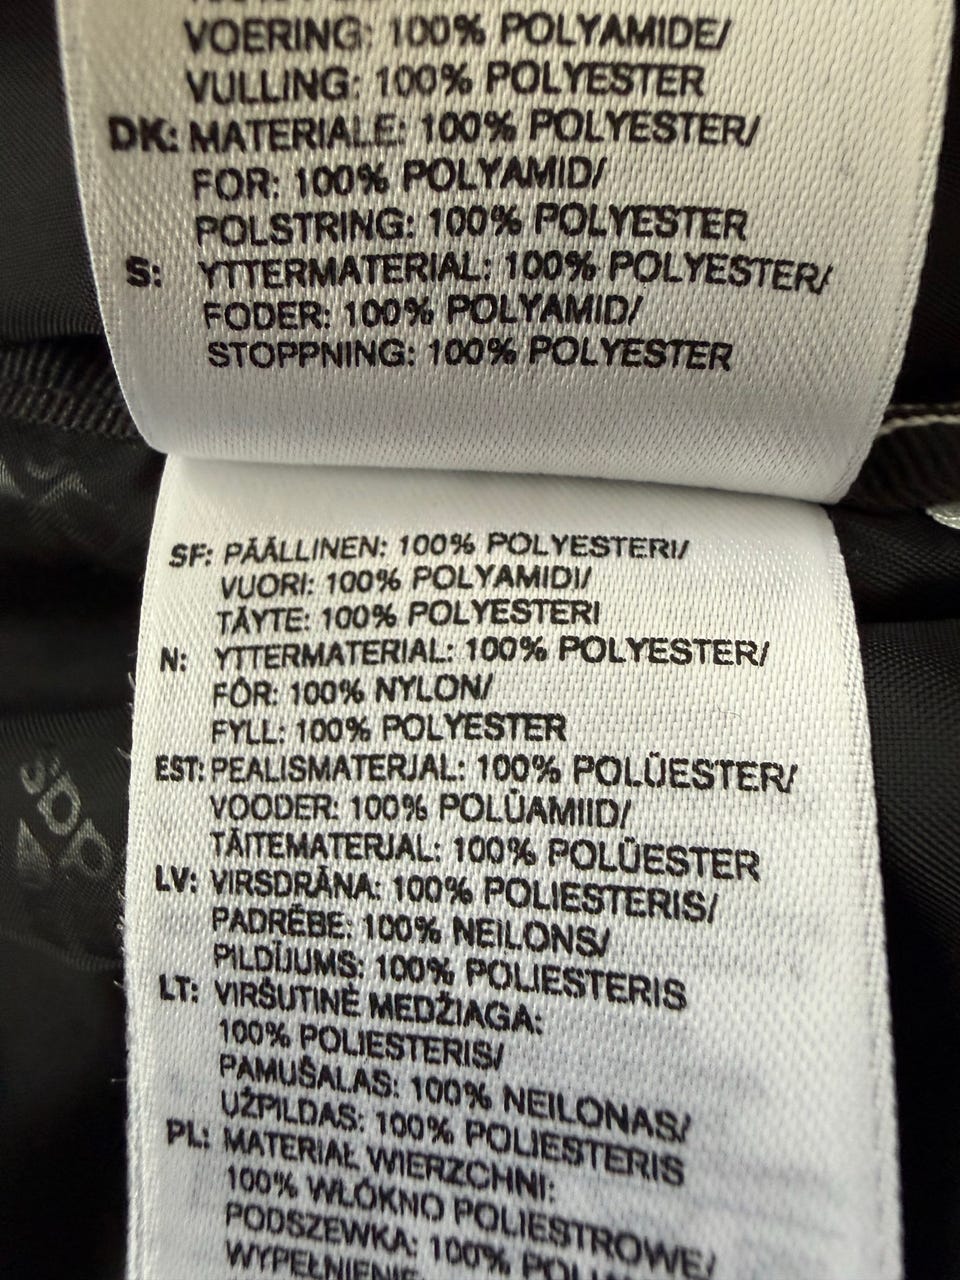 VOERING: 100% POLYAMIDE/
VULLING: 100% POLYESTER
DK: MATERIALE: 100% POLYESTER/
FOR: 100% POLYAMID/
POLSTRING: 100% POLYESTER
S: YTTERMATERIAL: 100% POLYESTER/
FODER: 100% POLYAMID/
STOPPNING: 100% POLYESTER
SF: PÄÄLLINEN: 100% POLYESTERI/
VUORI: 100% POLYAMIDI/
TÄYTE: 100% POLYESTERI
N: YTTERMATERIAL: 100% POLYESTER/
FÔR: 100% NYLON/
FYLL: 100% POLYESTER
EST: PEALISMATERJAL: 100% POLÜESTER/
VOODER: 100% POLÜAMIID/
TÄITEMATERJAL: 100% POLÜESTER
LV: VIRSDRĀNA: 100% POLIESTERIS/
PADRĒBE: 100% NEILONS/
PILDĪJUMS: 100% POLIESTERIS
LT: VIRŠUTINĖ MEDŽIAGA:
100% POLIESTERIS/
PAMUŠALAS: 100% NEILONAS/
UŽPILDAS: 100% POLIESTERIS
PL: MATERIAŁ WIERZCHNI:
100% WŁÓKNO POLIESTROWE/
PODSZEWKA: 100%
WYPEŁNIENIE: